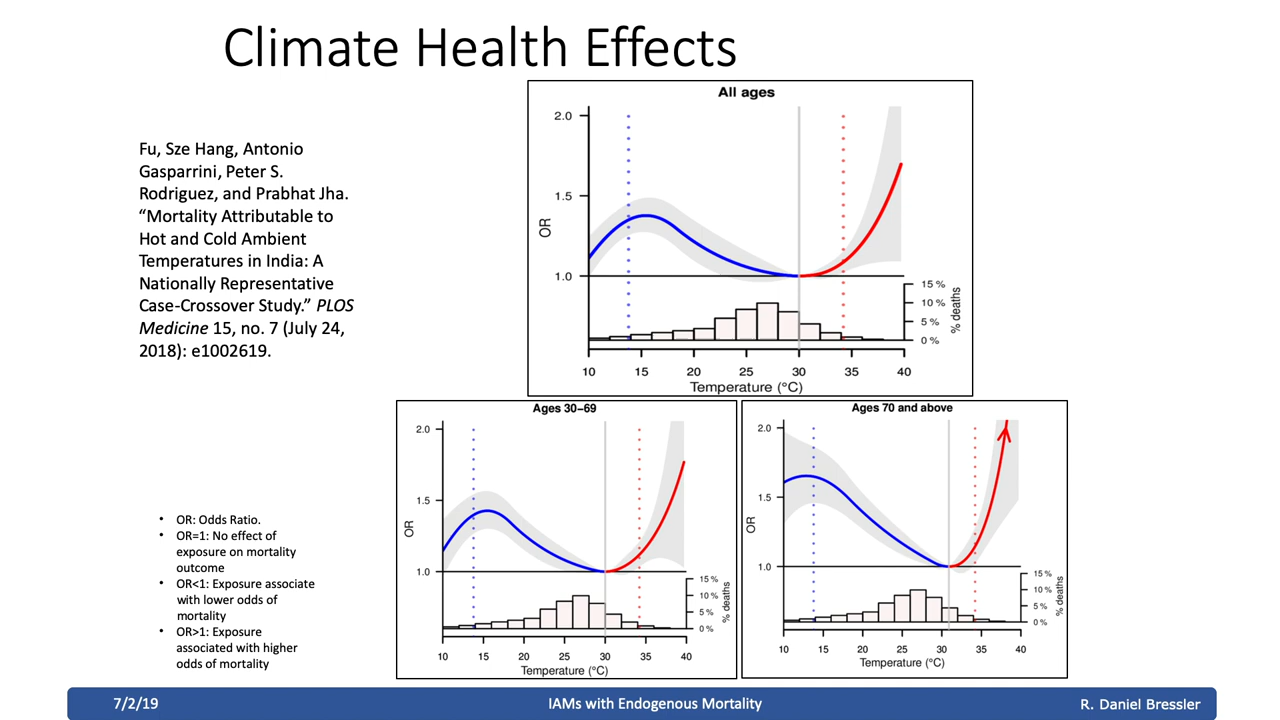 Climate Health Effects
Fu, Sze Hang, Antonio
Gasparrini, Peter S.
Rodriguez, and Prabhat Jha.
“Mortality Attributable to
Hot and Cold Ambient
Temperatures in India: A
Nationally Representative
Case-Crossover Study.” PLOS
Medicine 15, no. 7 (July 24,
2018): e1002619.
All ages
2.0
1.5
1.0
OR
15 %
10 %
5 %
0 %
% deaths
10 15 20 25 30 35 40
Temperature (°C)
Ages 30–69
2.0
1.5
1.0
OR
15 %
10 %
5 %
0 %
% deaths
10 15 20 25 30 35 40
Temperature (°C)
Ages 70 and above
2.0
1.5
1.0
OR
15 %
10 %
5 %
0 %
% deaths
10 15 20 25 30 35 40
Temperature (°C)
• OR: Odds Ratio.
• OR=1: No effect of
exposure on mortality
outcome
• OR<1: Exposure associate
with lower odds of
mortality
• OR>1: Exposure
associated with higher
odds of mortality
7/2/19
IAMs with Endogenous Mortality
R. Daniel Bressler